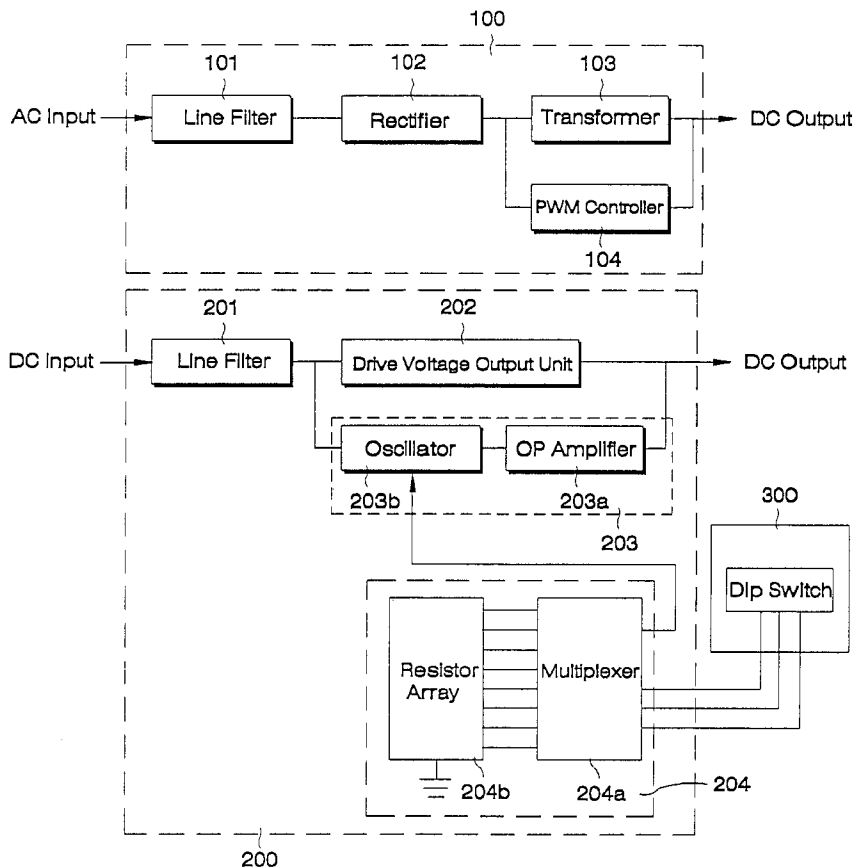 100
101
102
103
AC Input
Line Filter
Rectifier
Transformer
DC Output
PWM Controller
104
201
202
DC Input
Line Filter
Drive Voltage Output Unit
DC Output
Oscillator
OP Amplifier
203b
203a
203
300
Dip Switch
Resistor
Array
Multiplexer
204b
204a
204
200